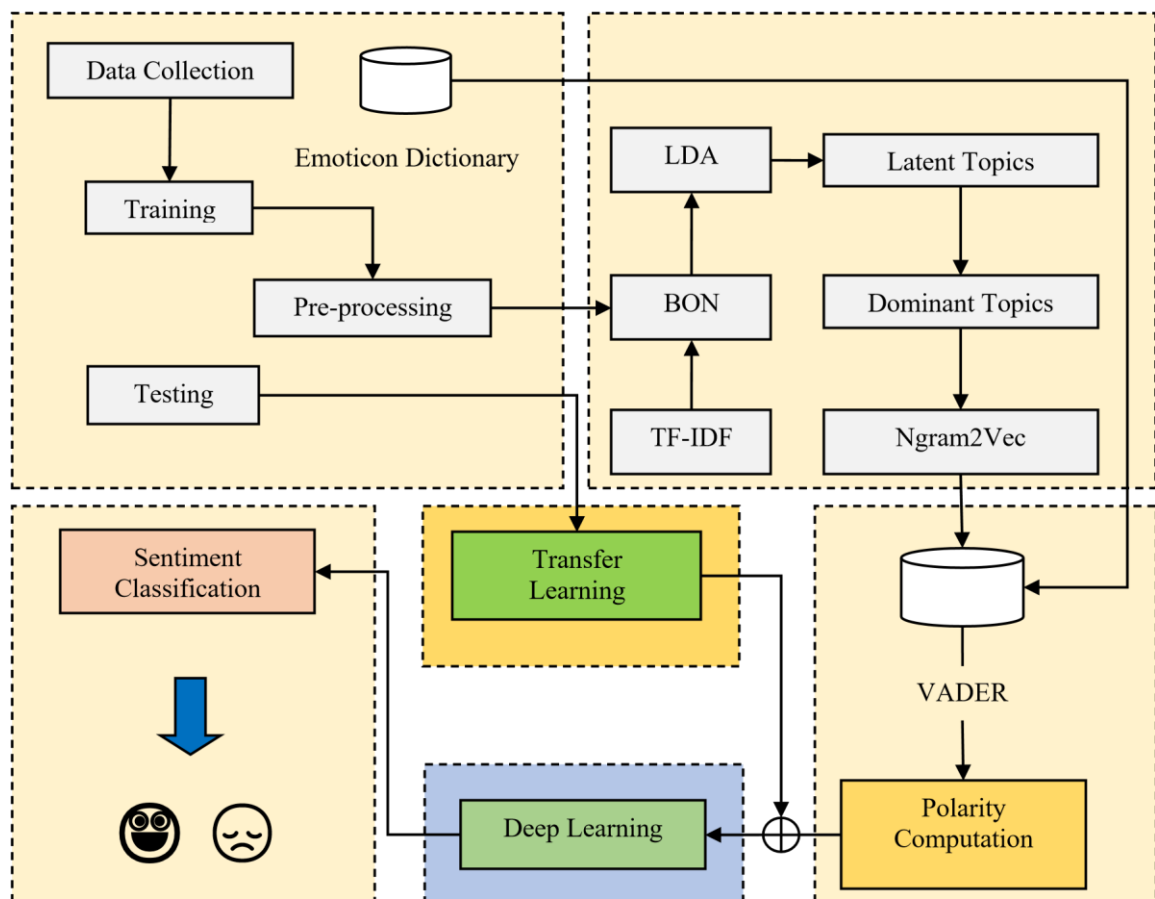 Data Collection
Emoticon Dictionary
Training
Pre-processing
Testing
LDA
Latent Topics
BON
Dominant Topics
TF-IDF
Ngram2Vec
Sentiment
Classification
Transfer
Learning
VADER
Deep Learning
Polarity
Computation